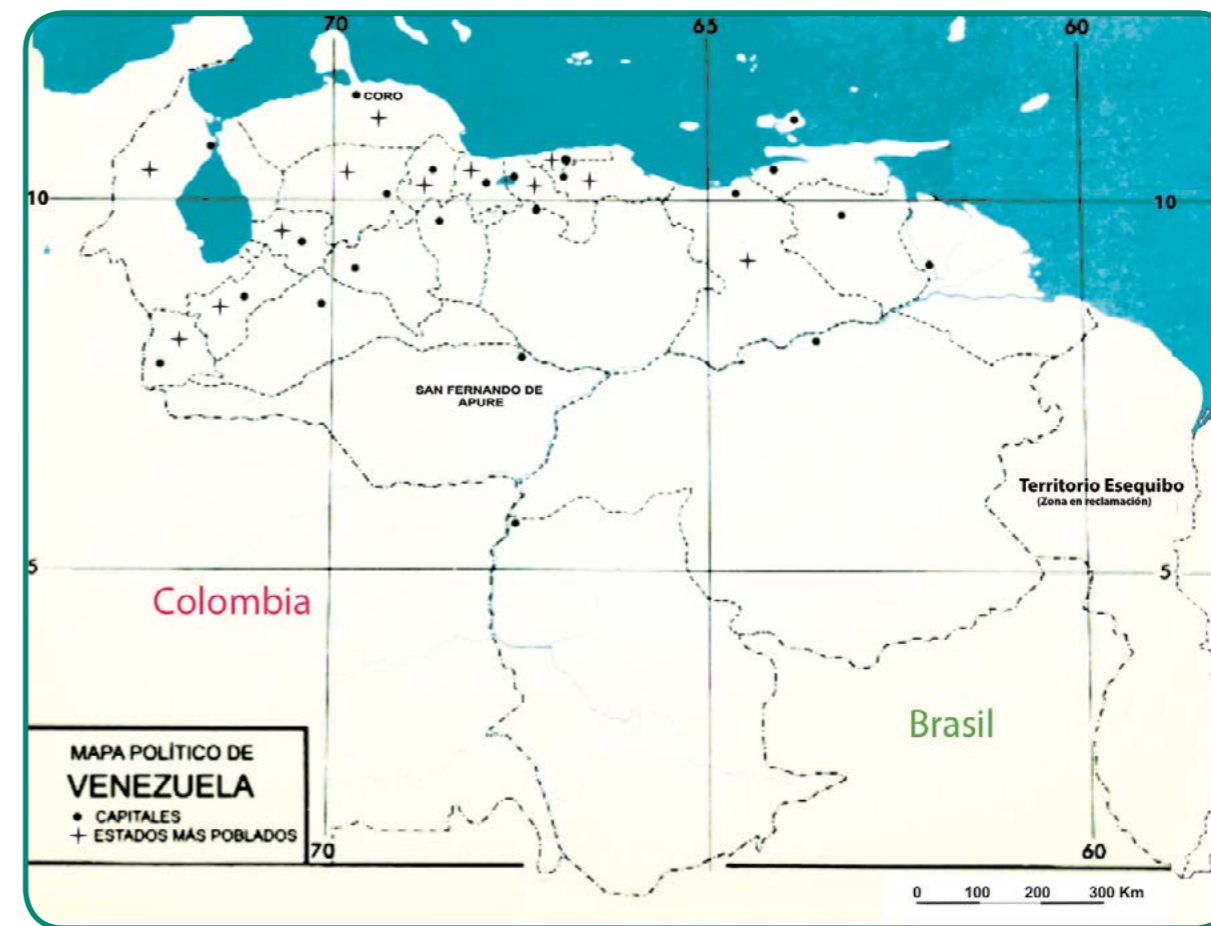 70 65 60
CORO
10 10
SAN FERNANDO DE
APURE
Territorio Esequibo
(Zona en reclamación)
5 5
Colombia
Brasil
MAPA POLÍTICO DE
VENEZUELA
CAPITALES
ESTADOS MÁS POBLADOS
70 60
0 100 200 300 Km